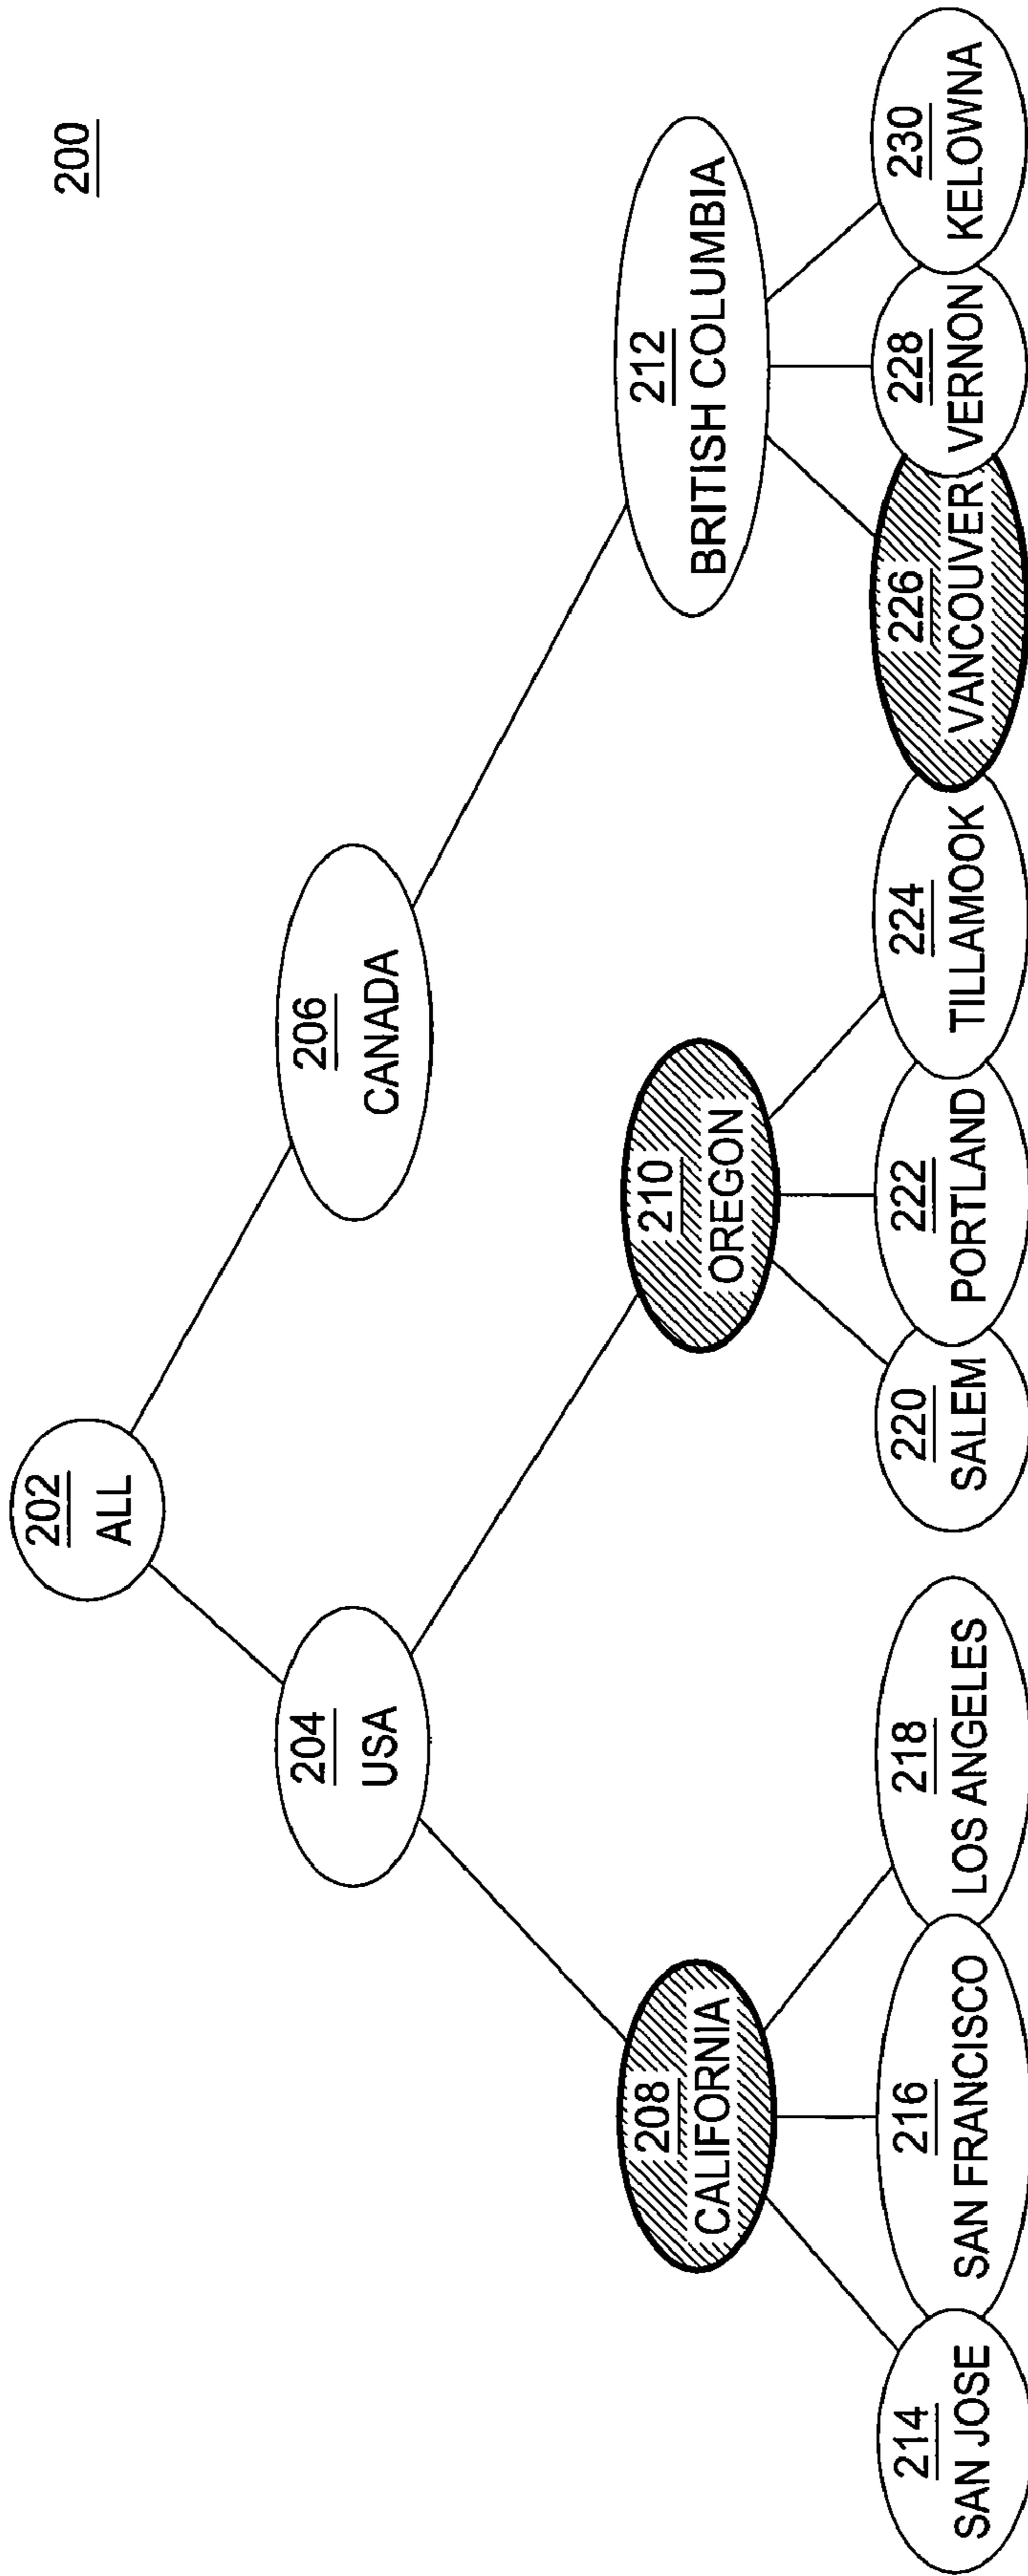 200
202
ALL
204
USA
206
CANADA
208
CALIFORNIA
210
OREGON
212
BRITISH COLUMBIA
214
SAN JOSE
216
SAN FRANCISCO
218
LOS ANGELES
220
SALEM
222
PORTLAND
224
TILLAMOOK
226
VANCOUVER
228
VERNON
230
KELOWNA